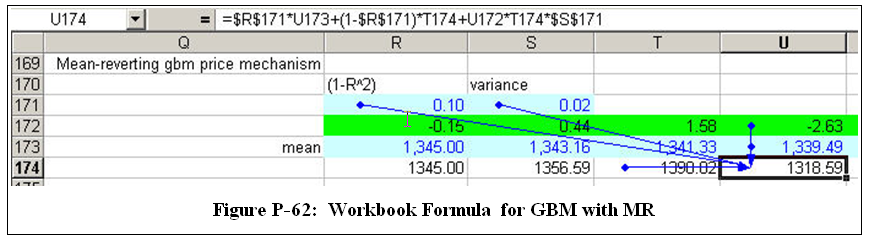 U174 = =$R$171*U173+(1-$R$171)*T174+U172*T174*$S$171
Q R S T U
169 Mean-reverting gbm price mechanism
170 (1-R^2) variance
171 0.10 0.02
172 -0.15 0.44 1.58 -2.63
173 mean 1,345.00 1,343.16 1,341.33 1,339.49
174 1345.00 1356.59 1390.02 1318.59
175
Figure P-62: Workbook Formula for GBM with MR